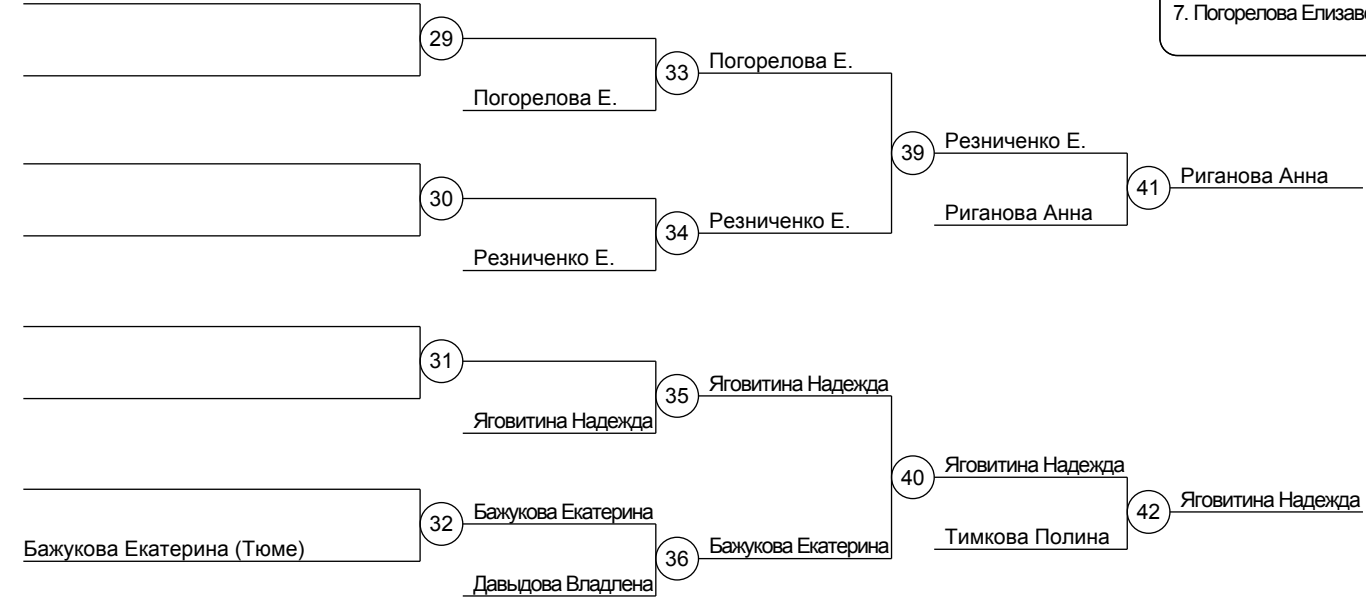 7. Погорелова
29
33
Погорелова Е.
Погорелова Е.
39
Резниченко Е.
30
34
Резниченко Е.
Резниченко Е.
Риганова Анна
41
Риганова Анна
31
35
Яговитина Надежда
Яговитина Надежда
40
Яговитина Надежда
32
Бажукова Екатерина
Бажукова Екатерина (Тюме)
36
Бажукова Екатерина
Давыдова Владлена
Тимкова Полина
42
Яговитина Надежда